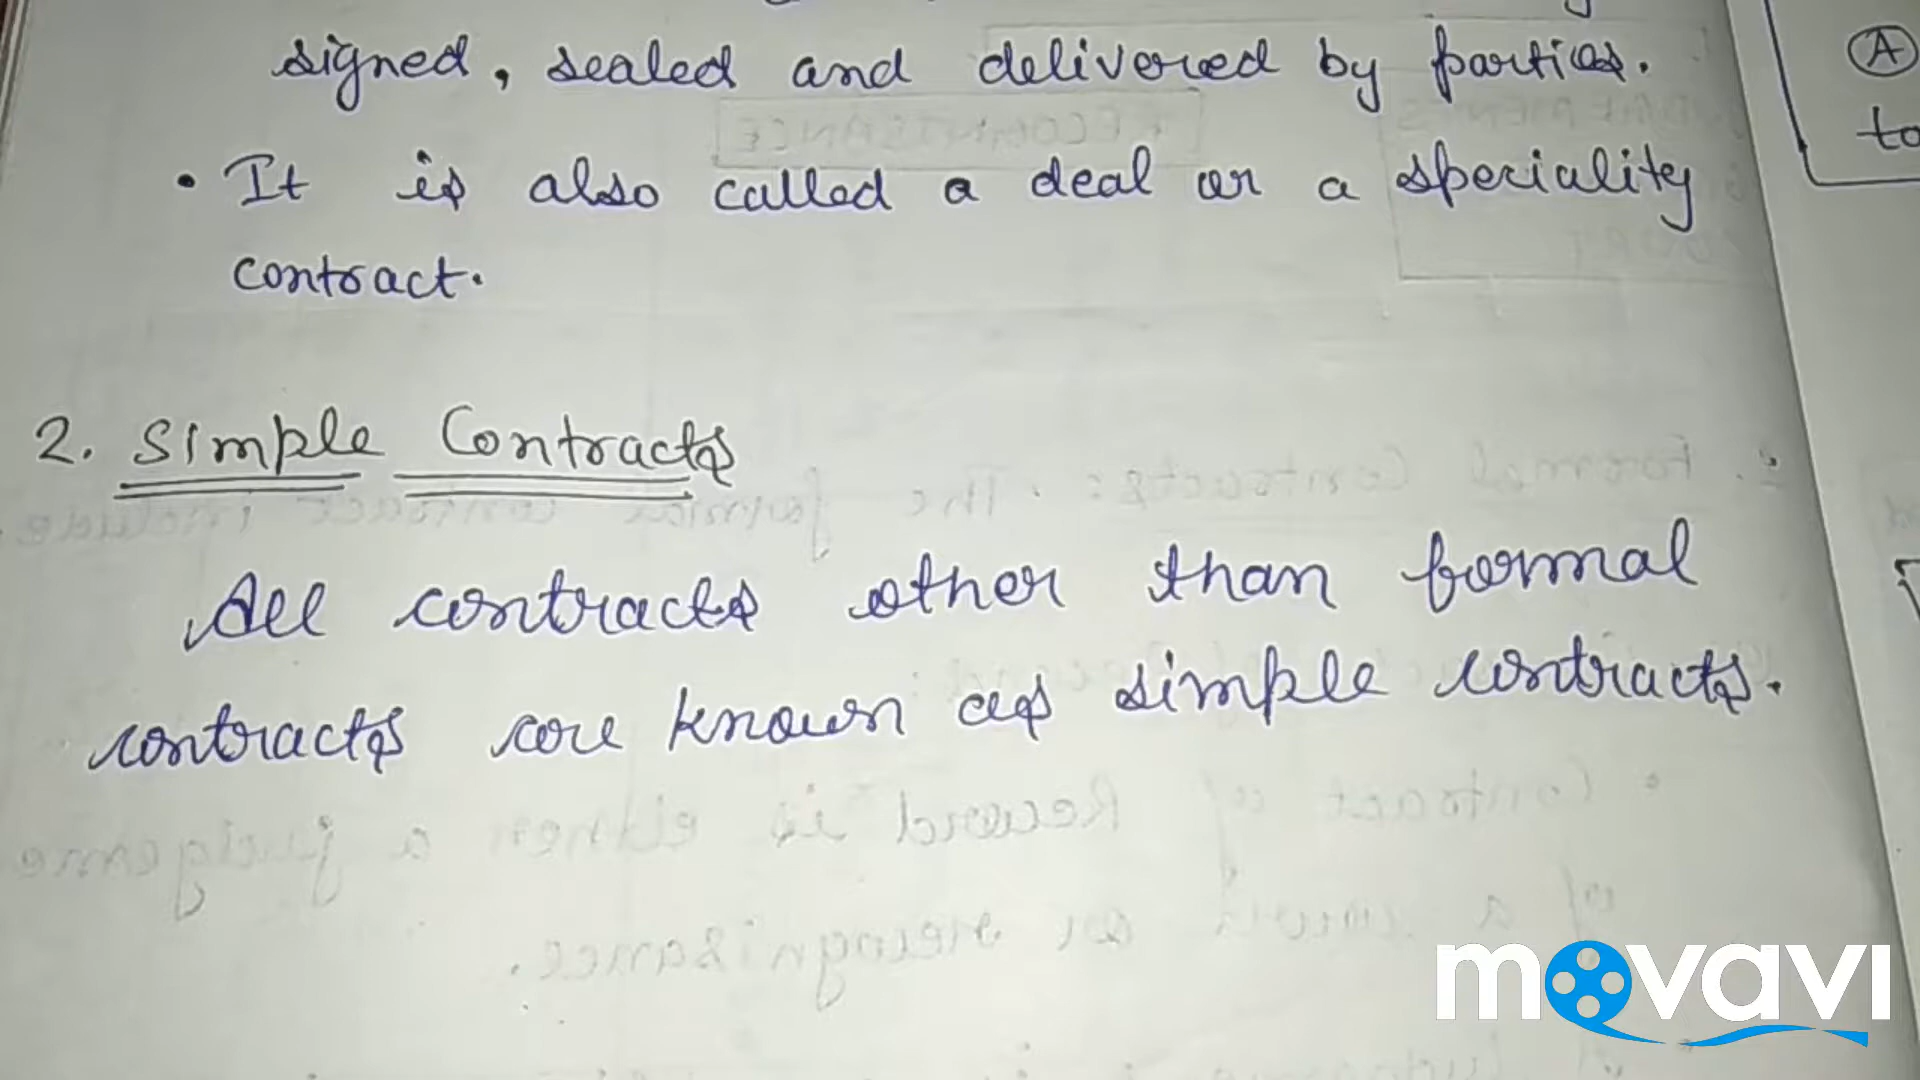 signed, sealed and delivered by parties.
• It is also called a deal or a speciality
contract.
2. Simple Contracts
All contracts other than formal
contracts are known as simple contracts.
A
to
movavi